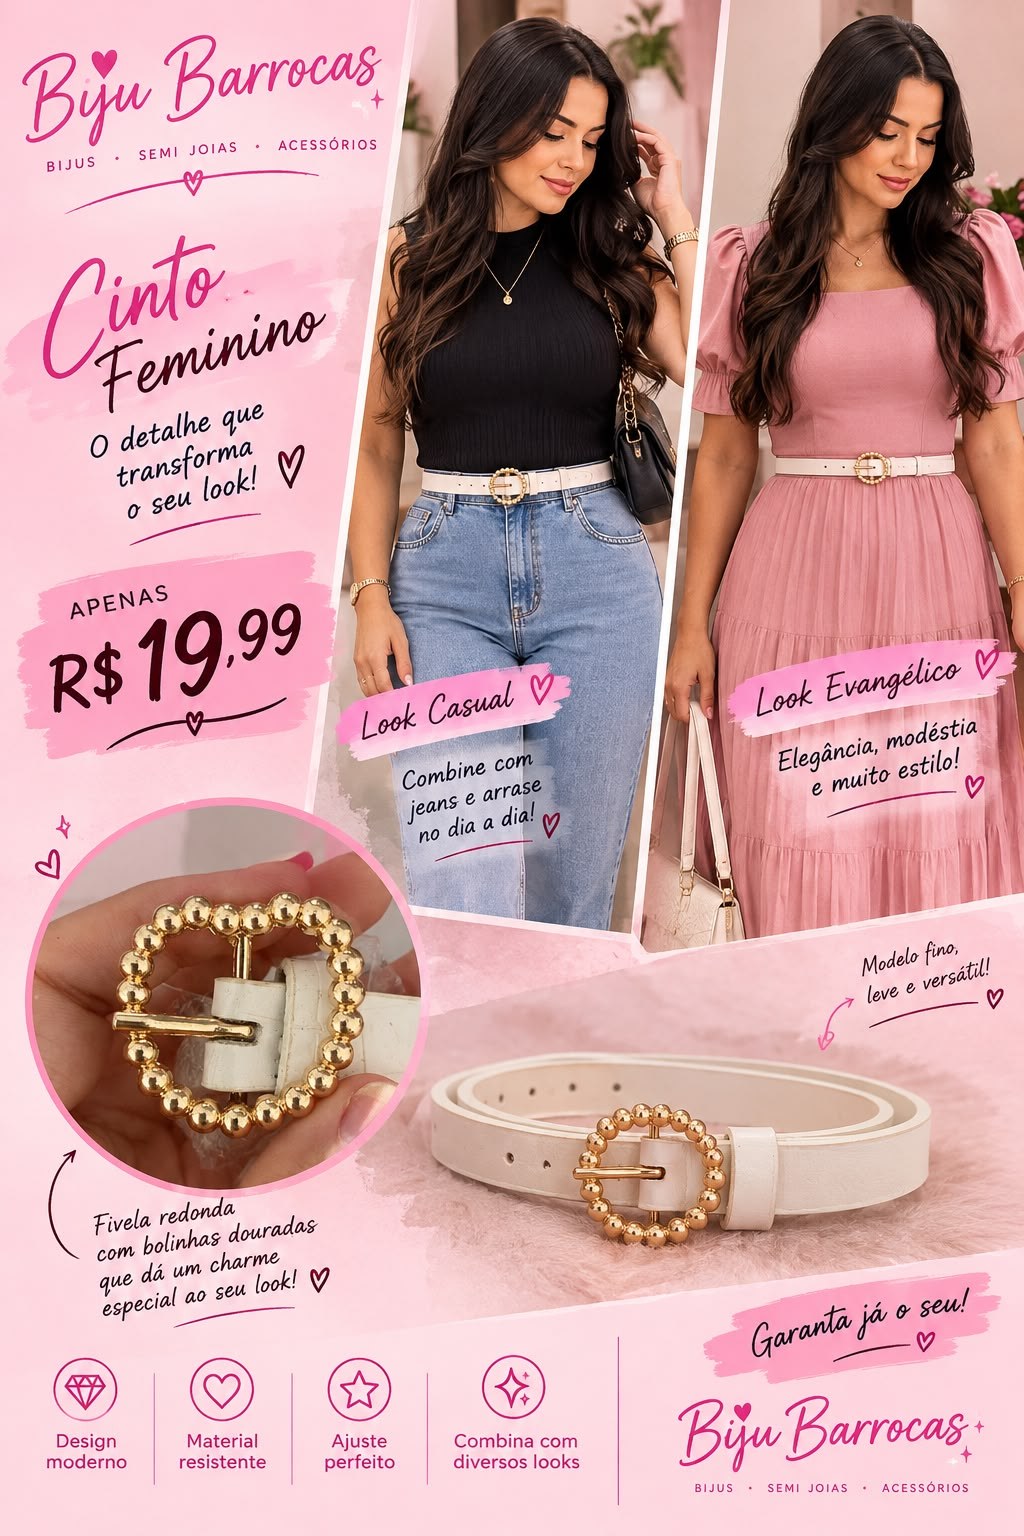 Biju Barrocas
BIJUS • SEMI JOIAS • ACESSÓRIOS
Cinto
Feminino
O detalhe que
transforma
o seu look!
APENAS
R$ 19,99
Look Casual
Combine com
jeans e arrase
no dia a dia!
Look Evangélico
Elegância, modéstia
e muito estilo!
Modelo fino,
leve e versátil!
Fivela redonda
com bolinhas douradas
que dá um charme
especial ao seu look!
Design
moderno
Material
resistente
Ajuste
perfeito
Combina com
diversos looks
Garanta já o seu!
Biju Barrocas
BIJUS • SEMI JOIAS • ACESSÓRIOS